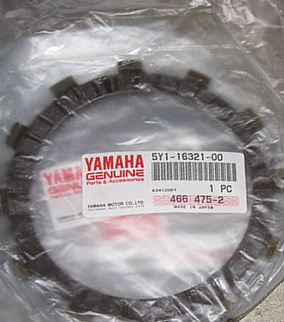 YAMAHA
GENUINE
Parts & Accessories
YAMAHA MOTOR CO.,LTD.
5Y1-16321-00
1 PC
466 475-2
MADE IN JAPAN